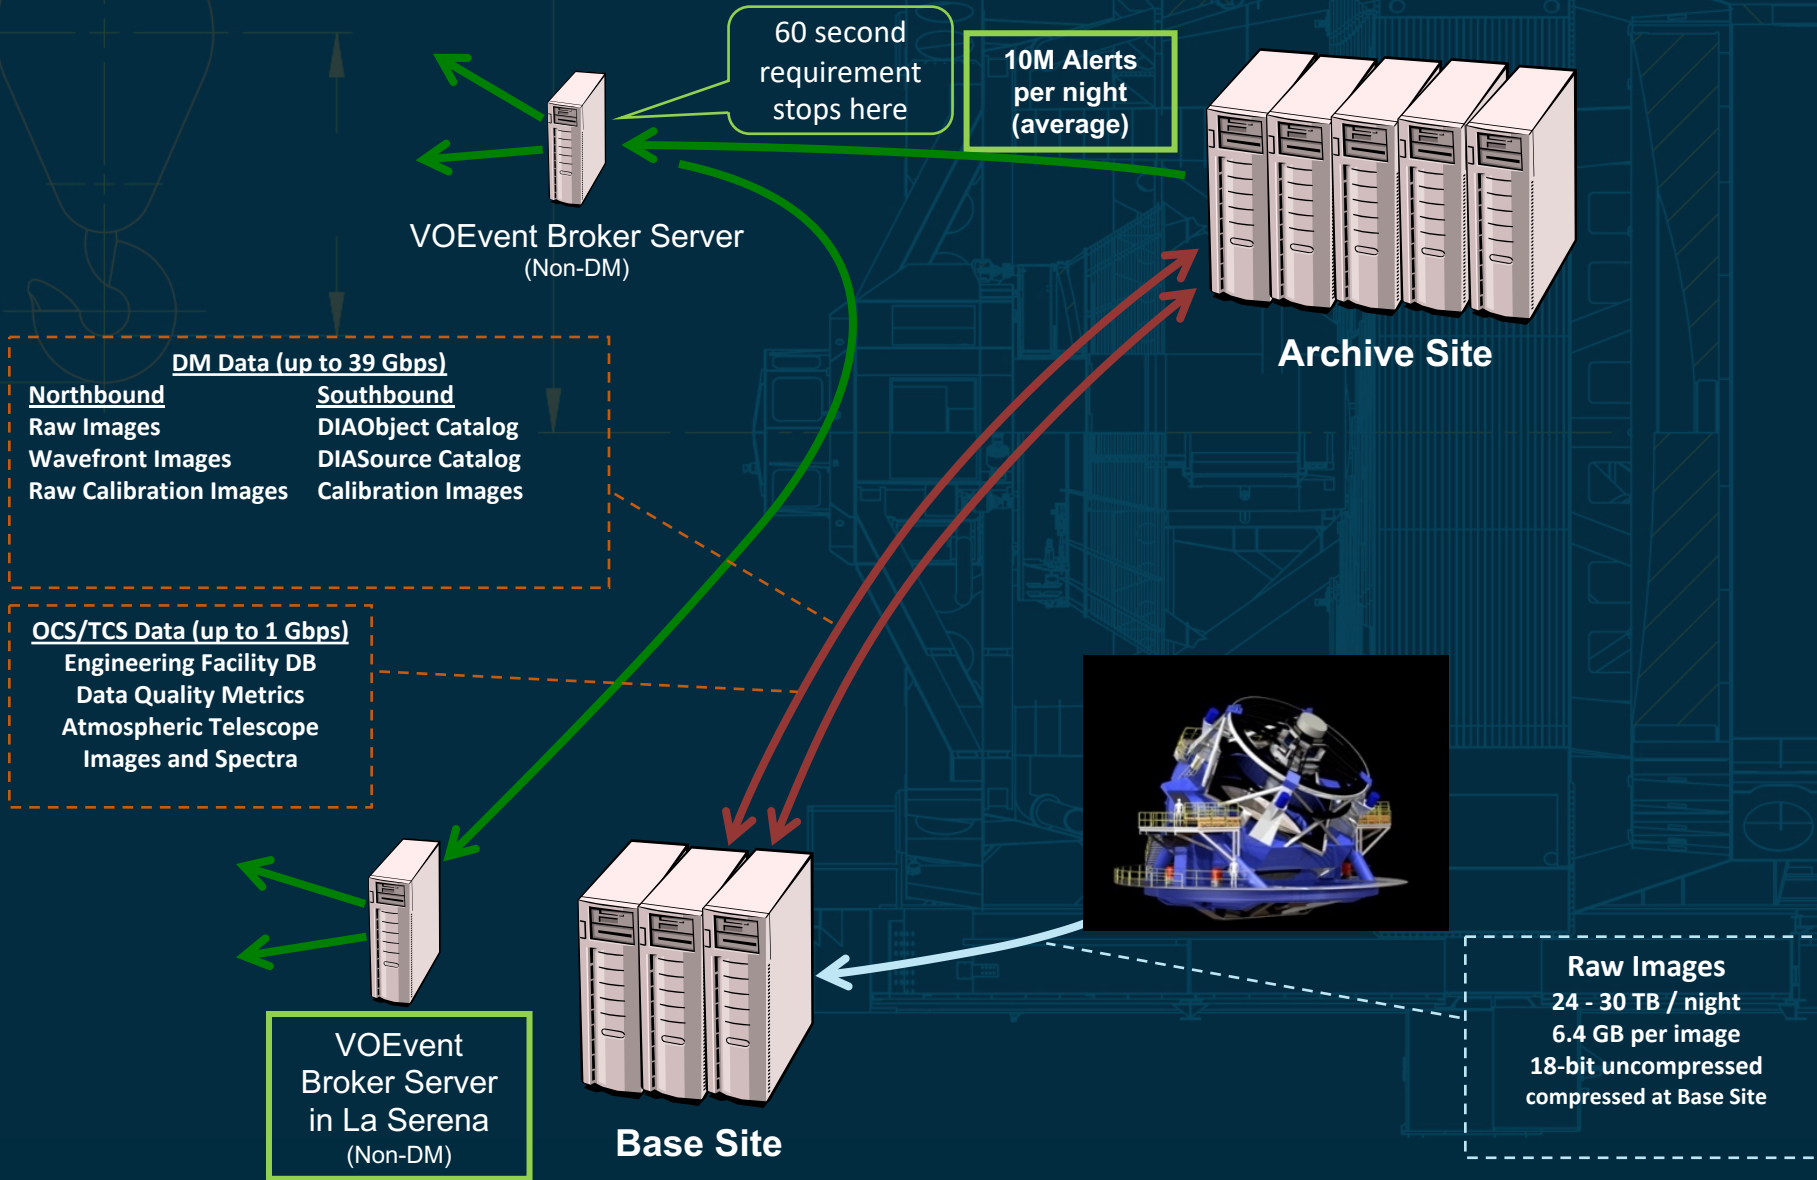 60 second
requirement
stops here
10M Alerts
per night
(average)
VOEvent Broker Server
(Non-DM)
Archive Site
DM Data (up to 39 Gbps)
Northbound
Raw Images
Wavefront Images
Raw Calibration Images
Southbound
DIAObject Catalog
DIASource Catalog
Calibration Images
OCS/TCS Data (up to 1 Gbps)
Engineering Facility DB
Data Quality Metrics
Atmospheric Telescope
Images and Spectra
Raw Images
24 - 30 TB / night
6.4 GB per image
18-bit uncompressed
compressed at Base Site
VOEvent
Broker Server
in La Serena
(Non-DM)
Base Site